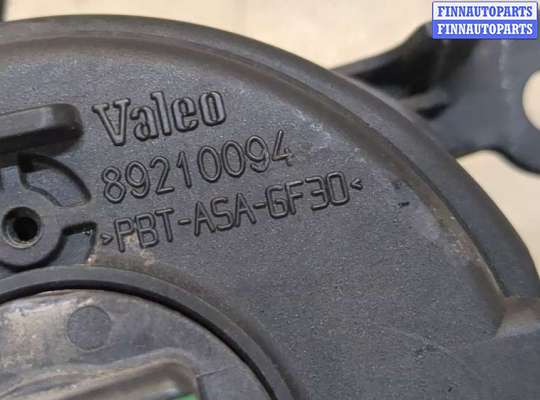 FINNAUTOPARTS
FINNAUTOPARTS
Valeo
89210094
>PBT-ASA-GF30<